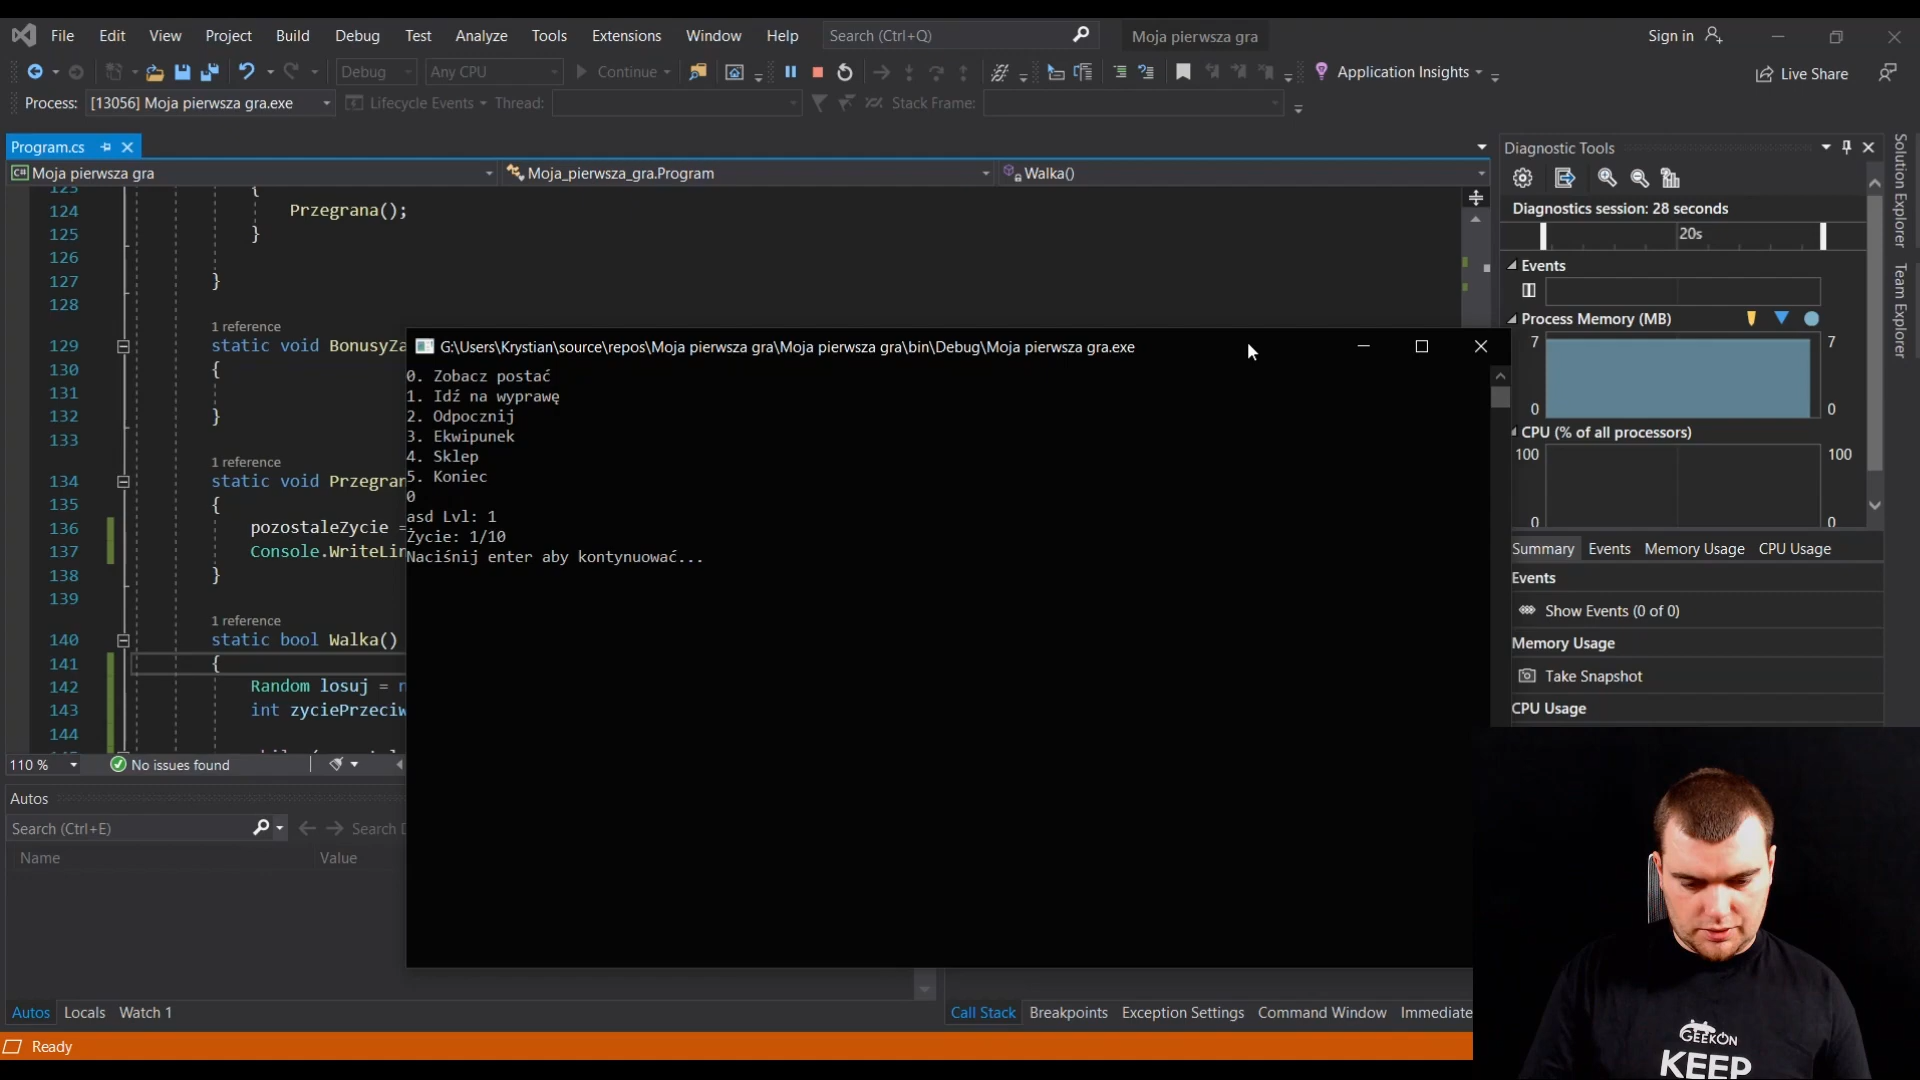 File Edit View Project Build Debug Test Analyze Tools Extensions Window Help Search (Ctrl+Q) Moja pierwsza gra Sign in
Debug Any CPU Continue Application Insights Live Share
Process: [13056] Moja pierwsza gra.exe Lifecycle Events Thread: Stack Frame:
Program.cs
Moja pierwsza gra Moja_pierwsza_gra.Program Walka()
123 {
124 Przegrana();
125 }
126
127 }
128
1 reference
129 static void BonusyZa
130 {
131
132 }
133
1 reference
134 static void Przegran
135 {
136 pozostaleZycie =
137 Console.WriteLin
138 }
139
1 reference
140 static bool Walka()
141 {
142 Random losuj = n
143 int zyciePrzeciw
144
110 % No issues found
G:\Users\Krystian\source\repos\Moja pierwsza gra\Moja pierwsza gra\bin\Debug\Moja pierwsza gra.exe
0. Zobacz postać
1. Idź na wyprawę
2. Odpocznij
3. Ekwipunek
4. Sklep
5. Koniec
0
asd Lvl: 1
Życie: 1/10
Naciśnij enter aby kontynuować...
Diagnostic Tools
Diagnostics session: 28 seconds
20s
Events
Process Memory (MB)
7 7
0 0
CPU (% of all processors)
100 100
0 0
Summary Events Memory Usage CPU Usage
Events
Show Events (0 of 0)
Memory Usage
Take Snapshot
CPU Usage
Solution Explorer
Team Explorer
Autos
Search (Ctrl+E)
Name Value
Autos Locals Watch 1
Call Stack Breakpoints Exception Settings Command Window Immediate
Ready
GEEKON
KEEP